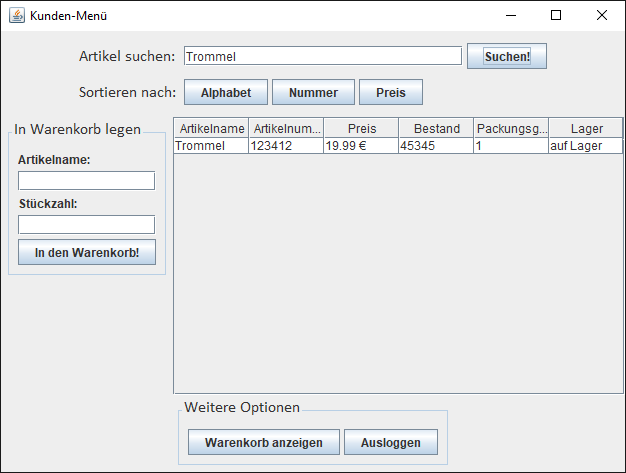 Kunden-Menü
Artikel suchen: Trommel Suchen!
Sortieren nach: Alphabet Nummer Preis
In Warenkorb legen
Artikelname:
Stückzahl:
In den Warenkorb!
Artikelname Artikelnum... Preis Bestand Packungsg... Lager
Trommel 123412 19.99 € 45345 1 auf Lager
Weitere Optionen
Warenkorb anzeigen Ausloggen